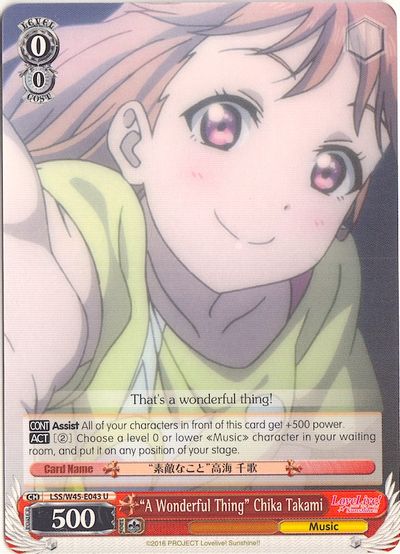 LEVEL
0
0
COST
That's a wonderful thing!
CONT Assist All of your characters in front of this card get +500 power.
ACT [②] Choose a level 0 or lower «Music» character in your waiting
room, and put it on any position of your stage.
Card Name
“素敵なこと”高海 千歌
CH LSS/W45-E043 U
500
“A Wonderful Thing” Chika Takami
LoveLive!
Sunshine!!
Music
©2016 PROJECT Lovelive! Sunshine!!